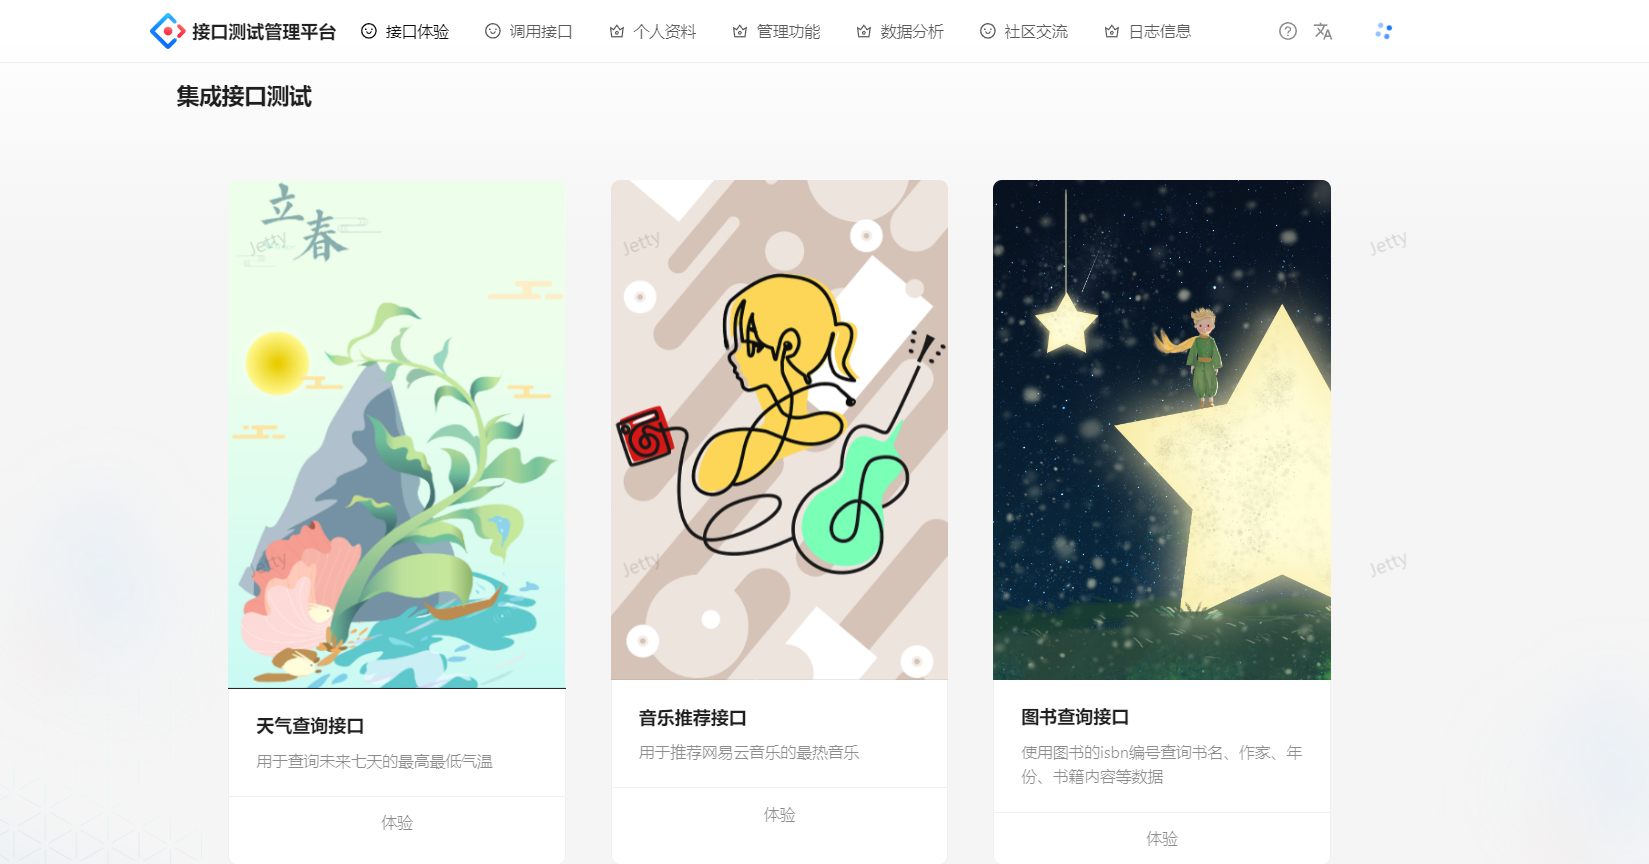 接口测试管理平台 接口体验 调用接口 个人资料 管理功能 数据分析 社区交流 日志信息
集成接口测试
立春
Jetty Jetty Jetty
Jetty Jetty Jetty
天气查询接口
用于查询未来七天的最高最低气温
体验
音乐推荐接口
用于推荐网易云音乐的最热音乐
体验
图书查询接口
使用图书的isbn编号查询书名、作家、年
份、书籍内容等数据
体验